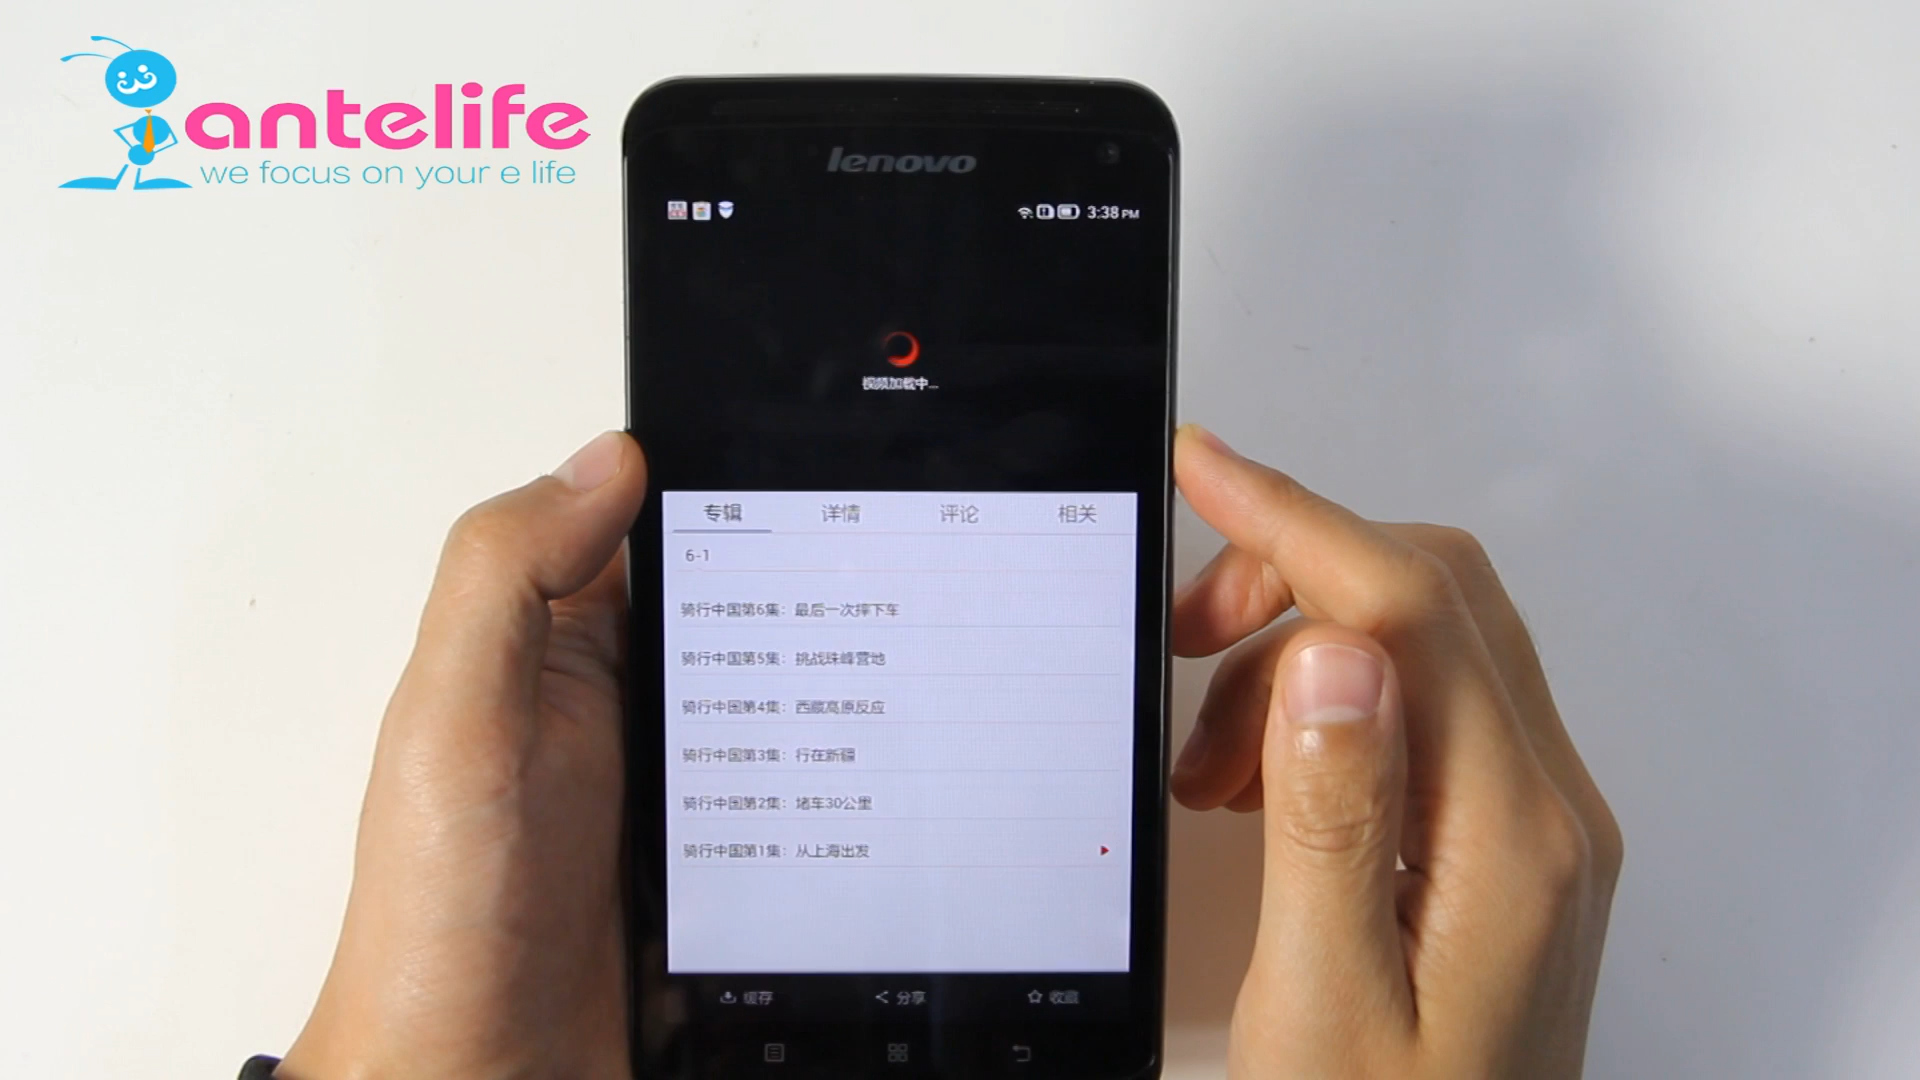 antelife
we focus on your e life
lenovo
3:38 PM
视频加载中...
专辑 详情 评论 相关
6-1
骑行中国第6集：最后一次摔下车
骑行中国第5集：挑战珠峰营地
骑行中国第4集：西藏高原反应
骑行中国第3集：行在新疆
骑行中国第2集：堵车30公里
骑行中国第1集：从上海出发
缓存 分享 收藏